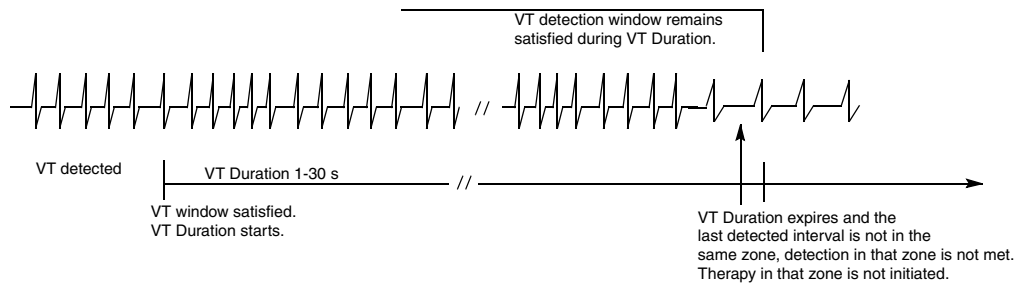 VT detection window remains
satisfied during VT Duration.
//
VT detected
VT Duration 1-30 s
//
VT window satisfied.
VT Duration starts.
VT Duration expires and the
last detected interval is not in the
same zone, detection in that zone is not met.
Therapy in that zone is not initiated.